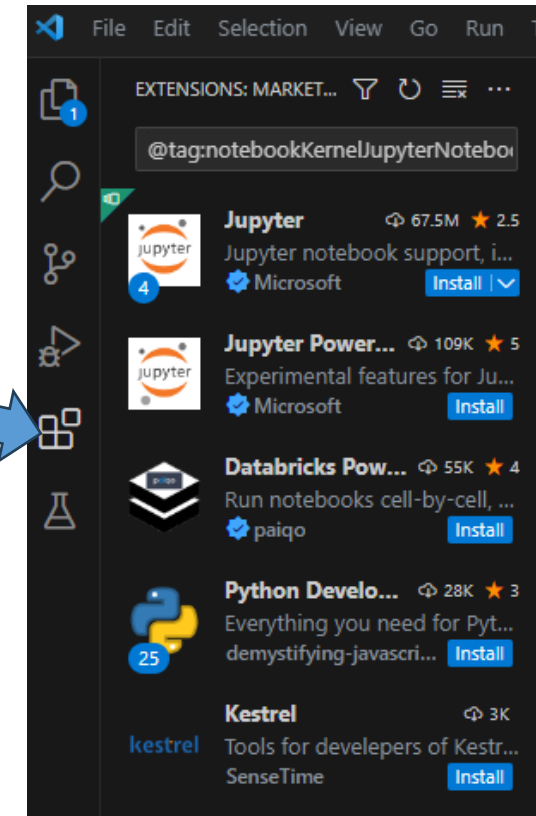 File Edit Selection View Go Run
EXTENSIONS: MARKET... ...
1
@tag:notebookKernelJupyterNotebo
Jupyter 67.5M ★ 2.5
jupyter
Jupyter notebook support, i...
4
Microsoft Install
Jupyter Power... 109K ★ 5
jupyter
Experimental features for Ju...
Microsoft Install
Databricks Pow... 55K ★ 4
paiqo
Run notebooks cell-by-cell, ...
paiqo Install
Python Develo... 28K ★ 3
Everything you need for Pyt...
25
demystifying-javascri... Install
Kestrel 3K
kestrel
Tools for develepers of Kestr...
SenseTime Install